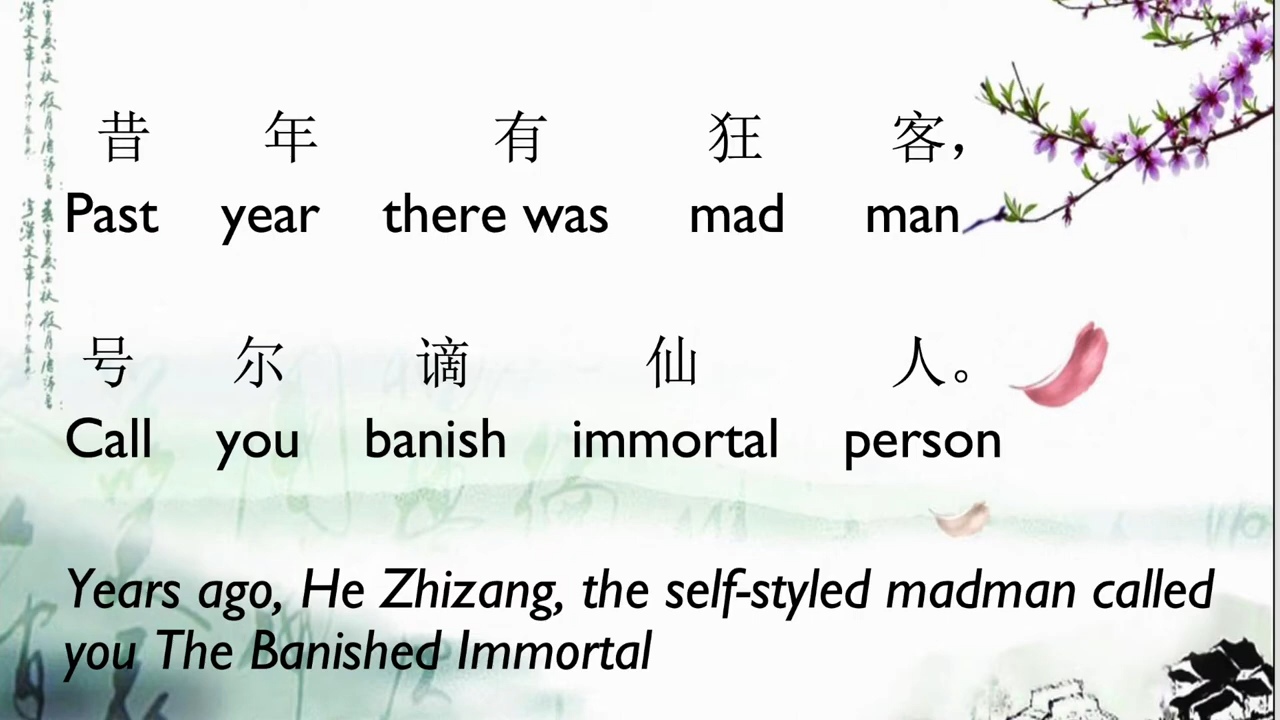 昔 年 有 狂 客，
Past year there was mad man
号 尔 谪 仙 人。
Call you banish immortal person
Years ago, He Zhizang, the self-styled madman called
you The Banished Immortal